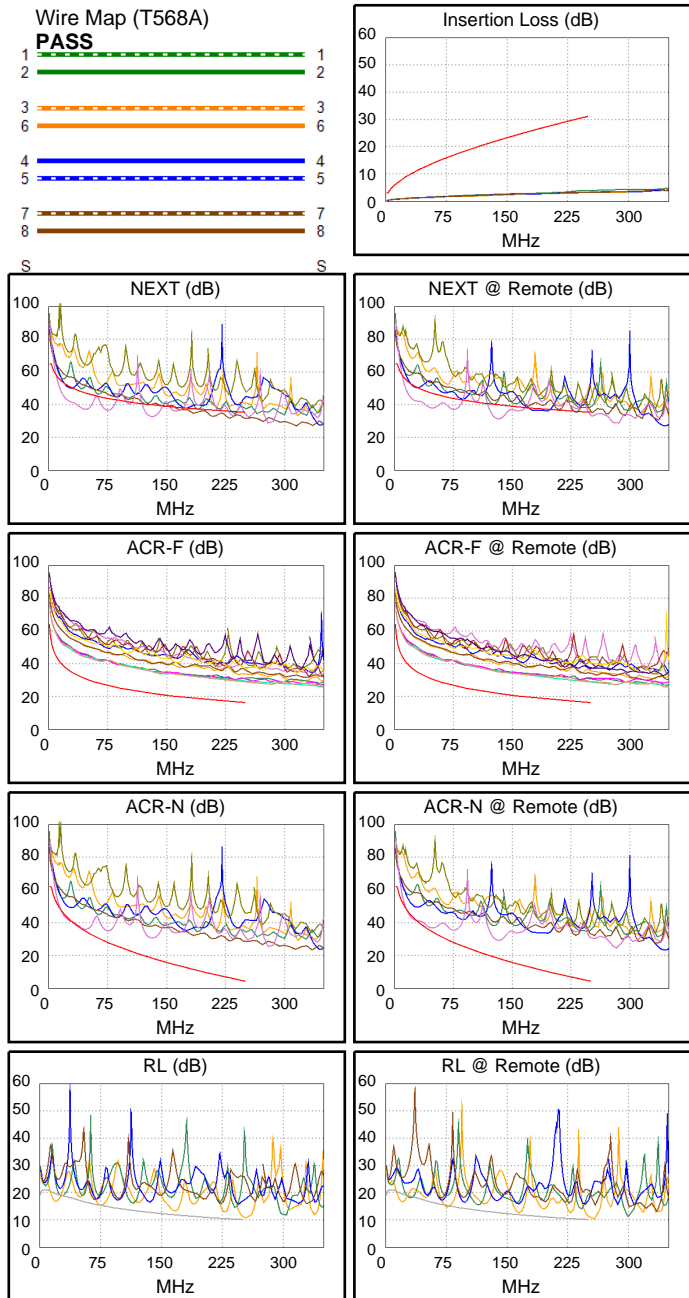 Wire Map (T568A)
PASS
1 1
2 2
3 3
6 6
4 4
5 5
7 7
8 8
S S
Insertion Loss (dB)
60
50
40
30
20
10
0
0 75 150 225 300
MHz
NEXT (dB)
100
80
60
40
20
0
0 75 150 225 300
MHz
NEXT @ Remote (dB)
100
80
60
40
20
0
0 75 150 225 300
MHz
ACR-F (dB)
100
80
60
40
20
0
0 75 150 225 300
MHz
ACR-F @ Remote (dB)
100
80
60
40
20
0
0 75 150 225 300
MHz
ACR-N (dB)
100
80
60
40
20
0
0 75 150 225 300
MHz
ACR-N @ Remote (dB)
100
80
60
40
20
0
0 75 150 225 300
MHz
RL (dB)
60
50
40
30
20
10
0
0 75 150 225 300
MHz
RL @ Remote (dB)
60
50
40
30
20
10
0
0 75 150 225 300
MHz